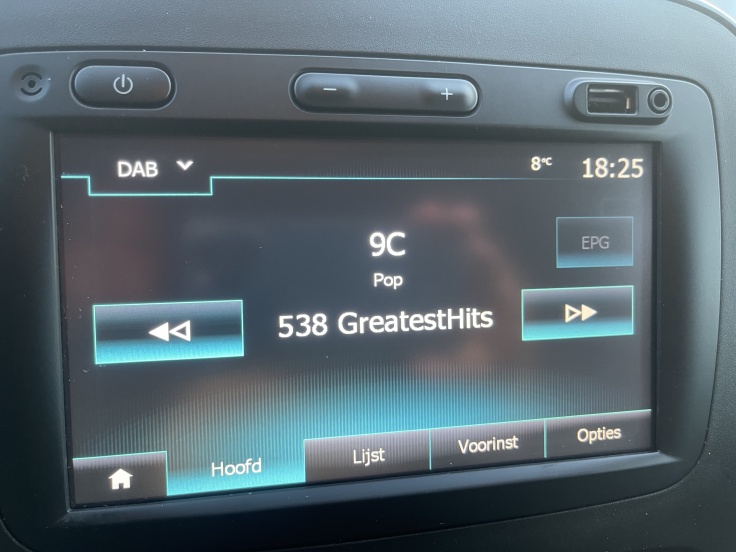 − +
DAB 8°C 18:25
9C
EPG
Pop
538 GreatestHits
Hoofd Lijst Voorinst Opties